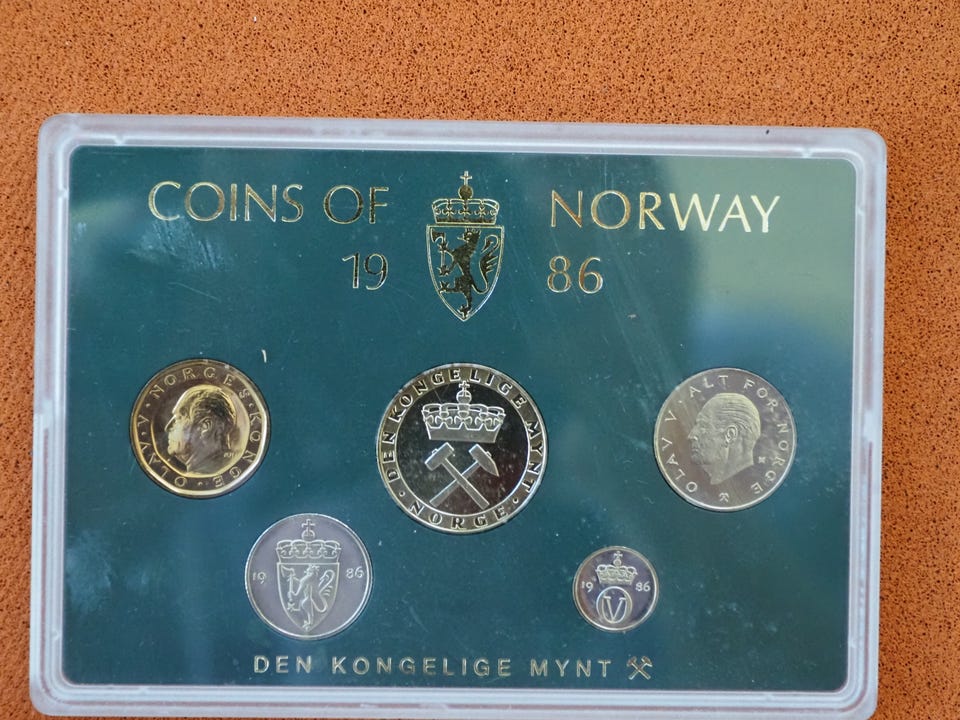 COINS OF NORWAY
19 86
OLAV · V · NORGES · KONGE
DEN KONGELIGE MYNT
· NORGE ·
OLAV V · ALT FOR NORGE
19 86
19 86
V
DEN KONGELIGE MYNT